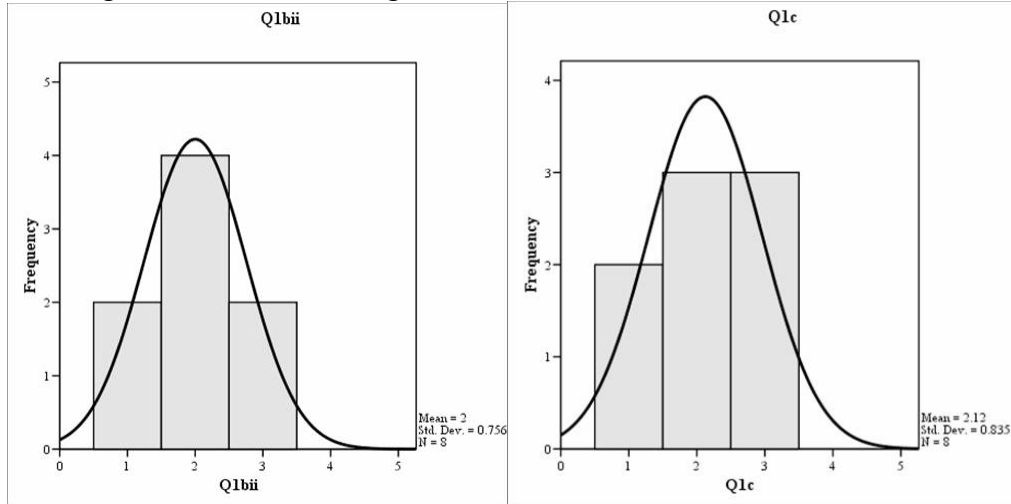 Q1bii
Frequency
5
4
3
2
1
0
0 1 2 3 4 5
Q1bii
Mean = 2
Std. Dev. = 0.756
N = 8
Q1c
Frequency
4
3
2
1
0
0 1 2 3 4 5
Q1c
Mean = 2.12
Std. Dev. = 0.835
N = 8